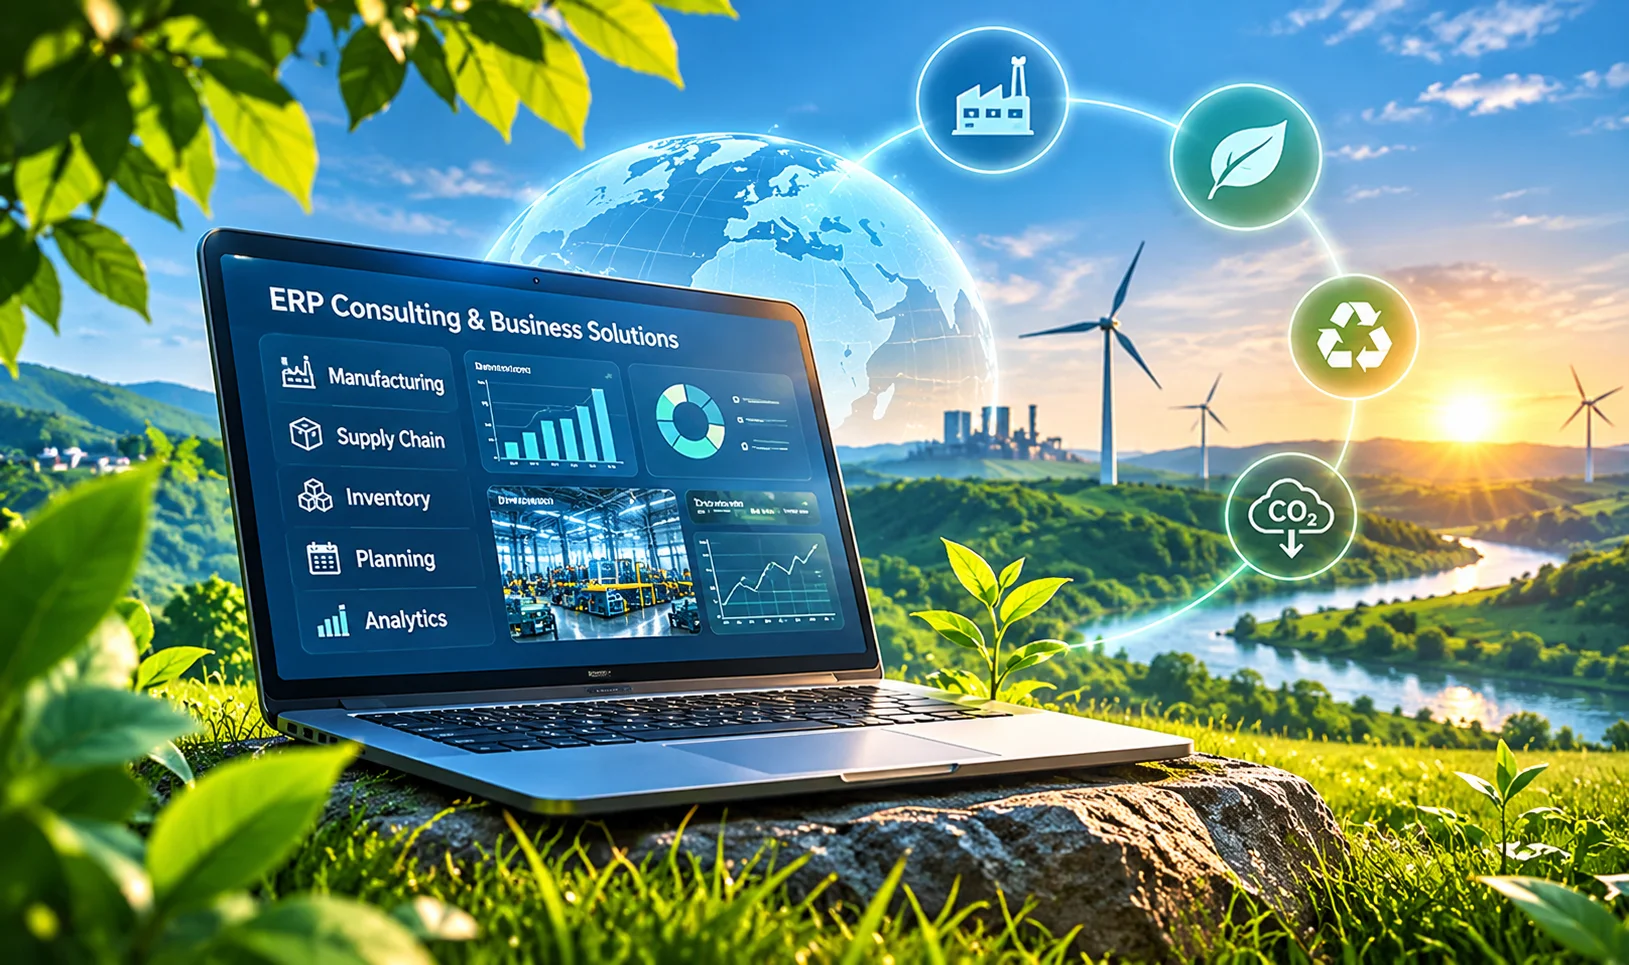 ERP Consulting & Business Solutions
Manufacturing
Supply Chain
Inventory
Planning
Analytics
CO₂